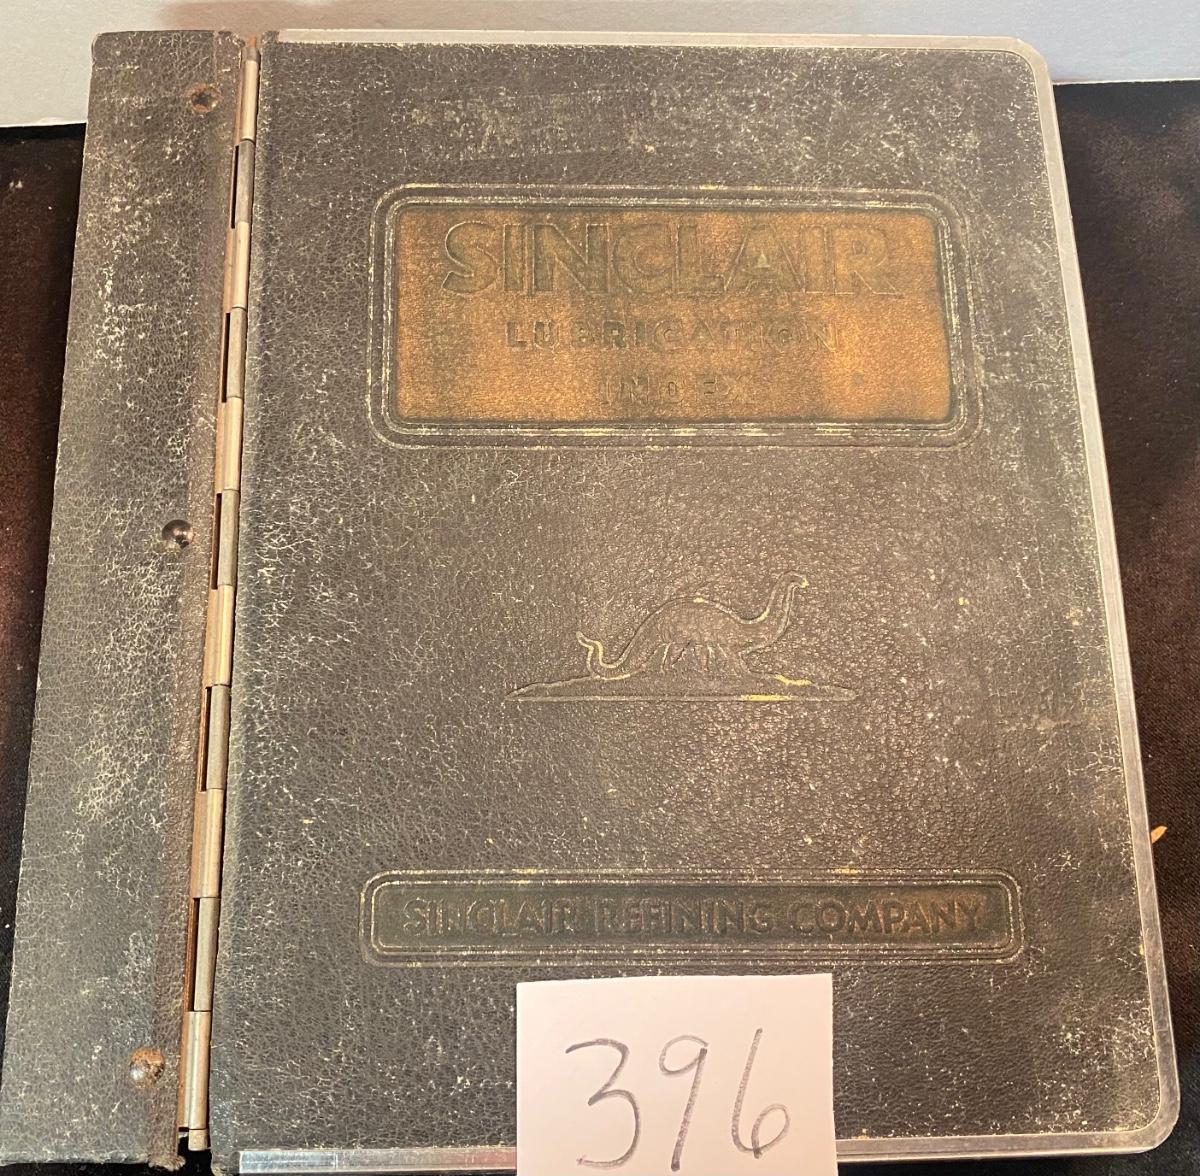 SINCLAIR
LUBRICATION
INDEX
SINCLAIR REFINING COMPANY
396